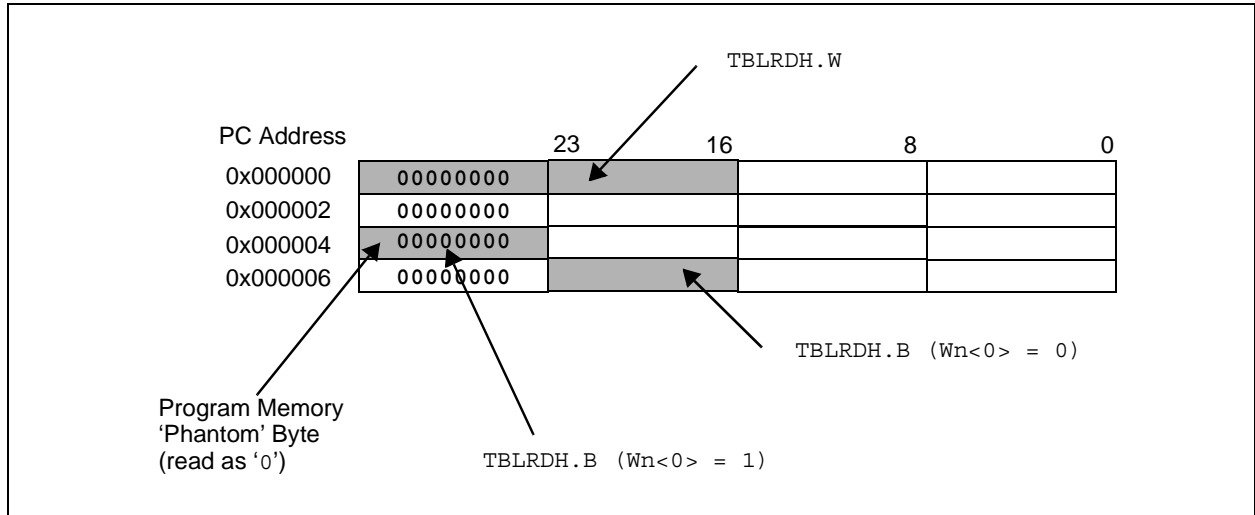 TBLRDH.W
PC Address
23 16 8 0
0x000000 00000000
0x000002 00000000
0x000004 00000000
0x000006 00000000
TBLRDH.B (Wn<0> = 0)
Program Memory
‘Phantom’ Byte
(read as ‘0’)
TBLRDH.B (Wn<0> = 1)